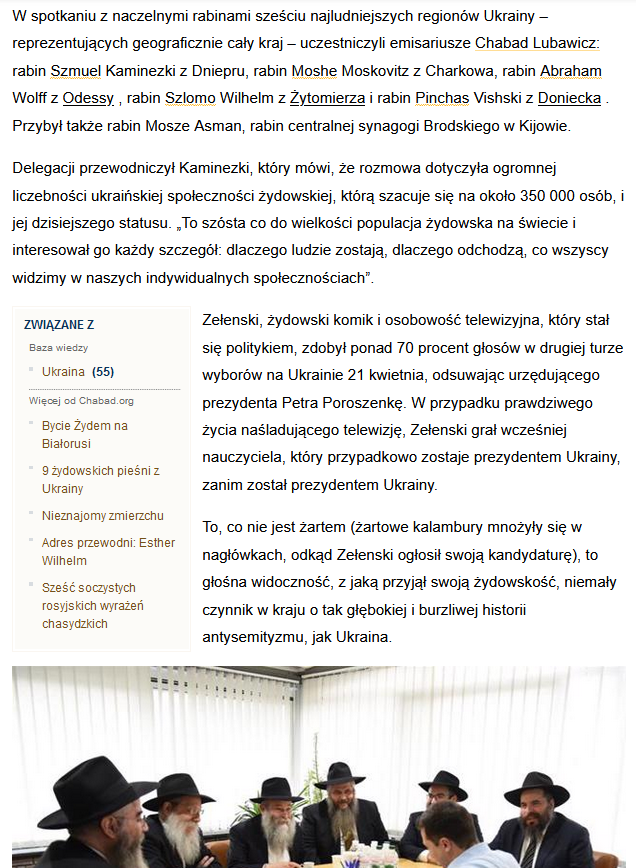 W spotkaniu z naczelnymi rabinami sześciu najludniejszych regionów Ukrainy –
reprezentujących geograficznie cały kraj – uczestniczyli emisariusze Chabad Lubawicz:
rabin Szmuel Kaminezki z Dniepru, rabin Moshe Moskovitz z Charkowa, rabin Abraham
Wolff z Odessy , rabin Szlomo Wilhelm z Żytomierza i rabin Pinchas Vishski z Doniecka .
Przybył także rabin Mosze Asman, rabin centralnej synagogi Brodskiego w Kijowie.
Delegacji przewodniczył Kaminezki, który mówi, że rozmowa dotyczyła ogromnej
liczebności ukraińskiej społeczności żydowskiej, którą szacuje się na około 350 000 osób, i
jej dzisiejszego statusu. „To szósta co do wielkości populacja żydowska na świecie i
interesował go każdy szczegół: dlaczego ludzie zostają, dlaczego odchodzą, co wszyscy
widzimy w naszych indywidualnych społecznościach”.
ZWIĄZANE Z
Baza wiedzy
Ukraina (55)
Więcej od Chabad.org
Bycie Żydem na
Białorusi
9 żydowskich pieśni z
Ukrainy
Nieznajomy zmierzchu
Adres przewodni: Esther
Wilhelm
Sześć soczystych
rosyjskich wyrażeń
chasydzkich
Zełenski, żydowski komik i osobowość telewizyjna, który stał
się politykiem, zdobył ponad 70 procent głosów w drugiej turze
wyborów na Ukrainie 21 kwietnia, odsuwając urzędującego
prezydenta Petra Poroszenkę. W przypadku prawdziwego
życia naśladującego telewizję, Zełenski grał wcześniej
nauczyciela, który przypadkowo zostaje prezydentem Ukrainy,
zanim został prezydentem Ukrainy.
To, co nie jest żartem (żartowe kalambury mnożyły się w
nagłówkach, odkąd Zełenski ogłosił swoją kandydaturę), to
głośna widoczność, z jaką przyjął swoją żydowskość, niemały
czynnik w kraju o tak głębokiej i burzliwej historii
antysemityzmu, jak Ukraina.